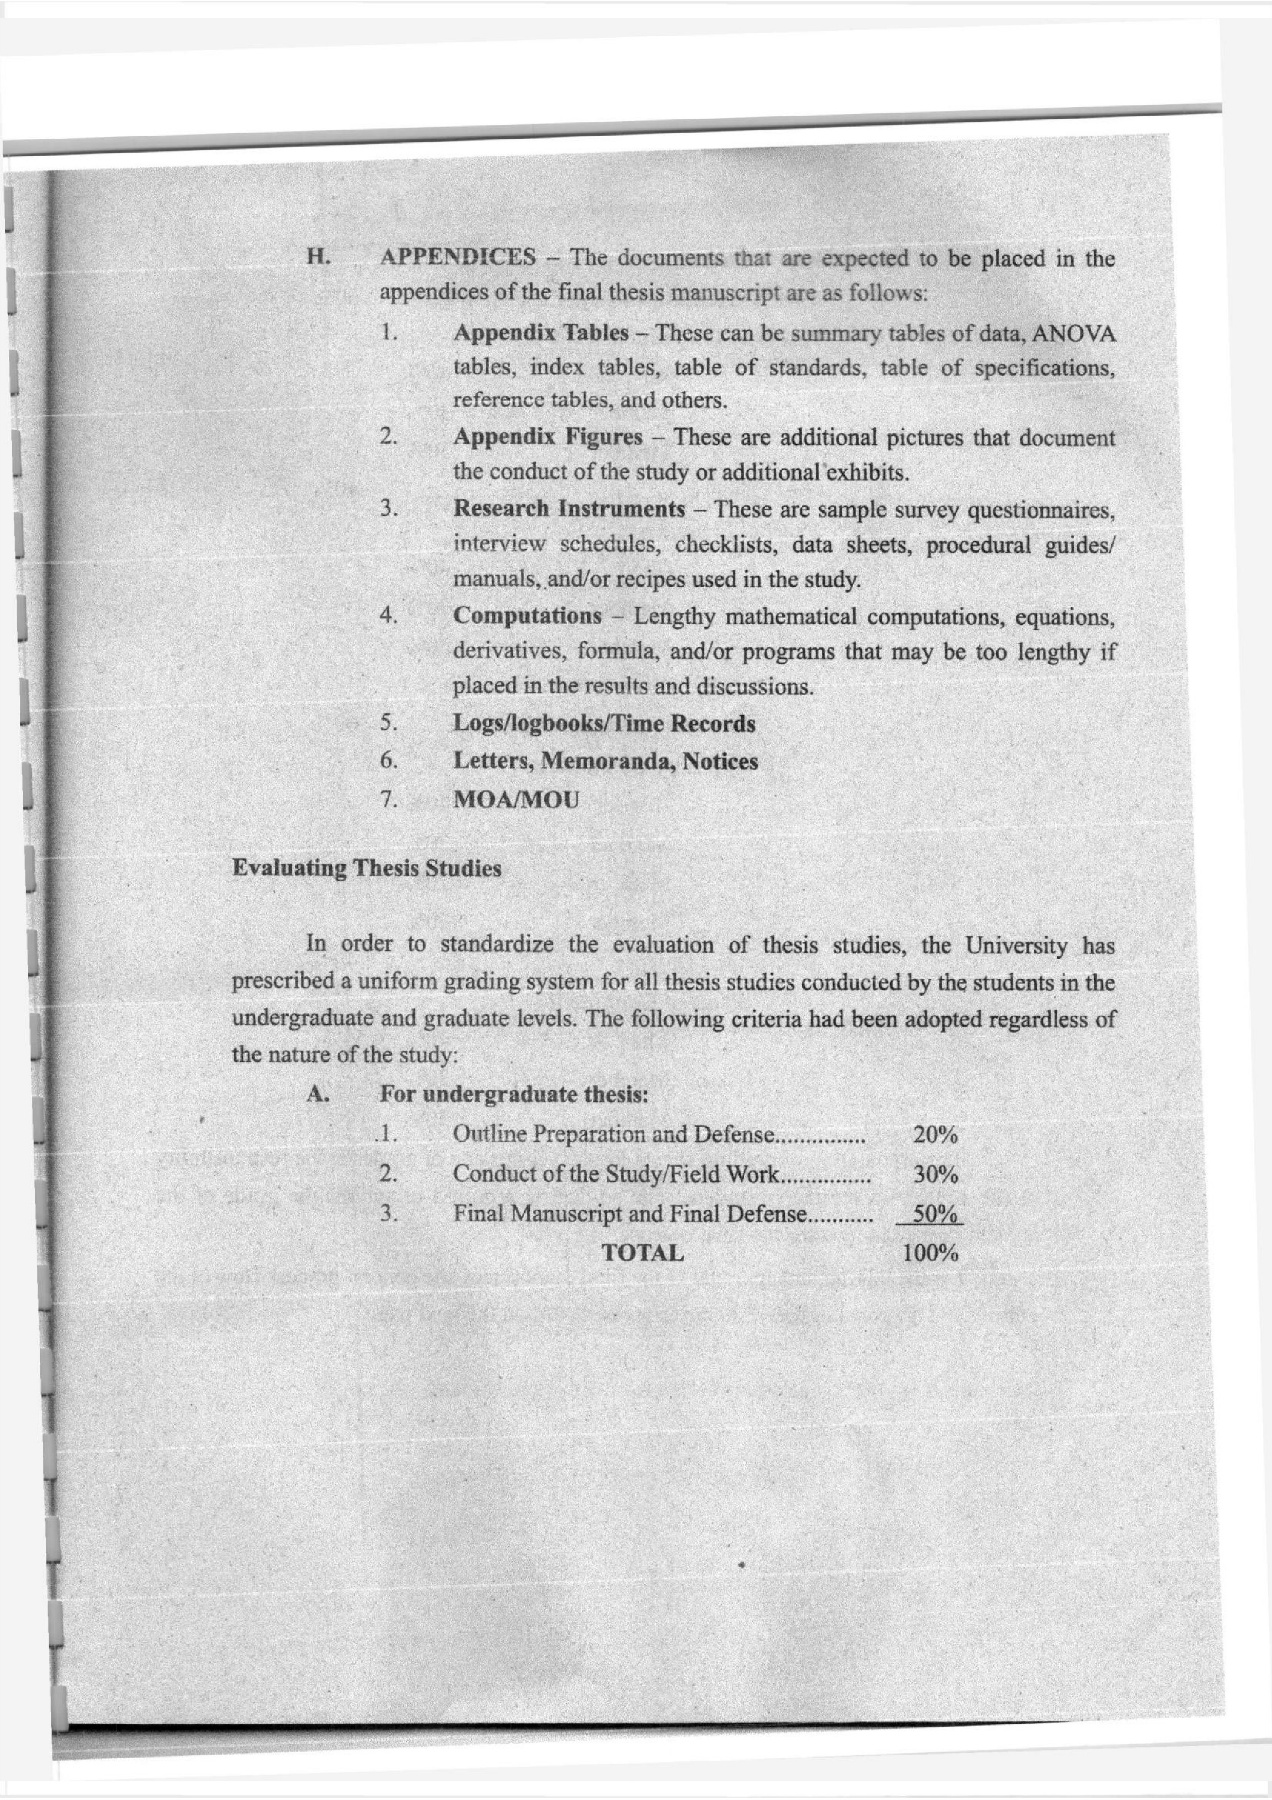 H. APPENDICES – The documents that are expected to be placed in the
appendices of the final thesis manuscript are as follows:
1. Appendix Tables – These can be summary tables of data, ANOVA
tables, index tables, table of standards, table of specifications,
reference tables, and others.
2. Appendix Figures – These are additional pictures that document
the conduct of the study or additional exhibits.
3. Research Instruments – These are sample survey questionnaires,
interview schedules, checklists, data sheets, procedural guides/
manuals, and/or recipes used in the study.
4. Computations – Lengthy mathematical computations, equations,
derivatives, formula, and/or programs that may be too lengthy if
placed in the results and discussions.
5. Logs/logbooks/Time Records
6. Letters, Memoranda, Notices
7. MOA/MOU
Evaluating Thesis Studies
In order to standardize the evaluation of thesis studies, the University has
prescribed a uniform grading system for all thesis studies conducted by the students in the
undergraduate and graduate levels. The following criteria had been adopted regardless of
the nature of the study:
A. For undergraduate thesis:
1. Outline Preparation and Defense.............. 20%
2. Conduct of the Study/Field Work............... 30%
3. Final Manuscript and Final Defense........... 50%
TOTAL 100%